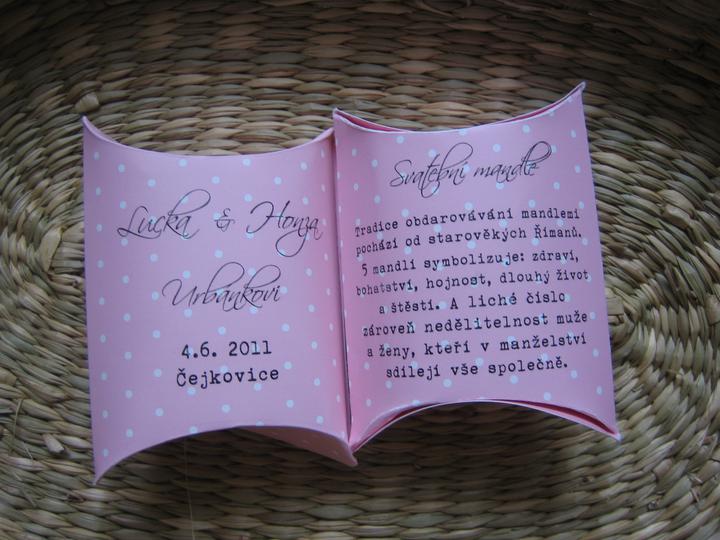 Lucka & Honza
Urbánkovi
4.6. 2011
Čejkovice
Svatební mandle
Tradice obdarovávání mandlemi
pochází od starověkých Římanů.
5 mandlí symbolizuje: zdraví,
bohatství, hojnost, dlouhý život
a štěstí. A liché číslo
zároveň nedělitelnost muže
a ženy, kteří v manželství
sdílejí vše společně.